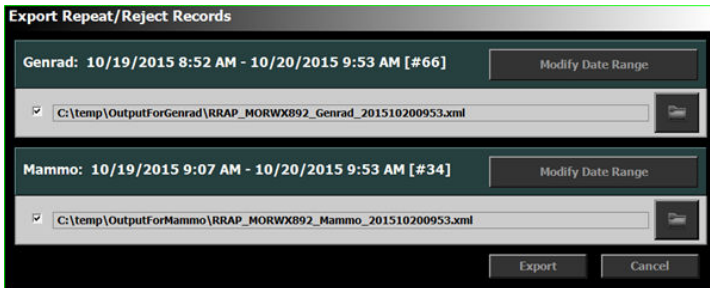 Export Repeat/Reject Records
Genrad: 10/19/2015 8:52 AM - 10/20/2015 9:53 AM [#66]
Modify Date Range
C:\temp\OutputForGenrad\RRAP_MORWX892_Genrad_201510200953.xml
Mammo: 10/19/2015 9:07 AM - 10/20/2015 9:53 AM [#34]
Modify Date Range
C:\temp\OutputForMammo\RRAP_MORWX892_Mammo_201510200953.xml
Export
Cancel